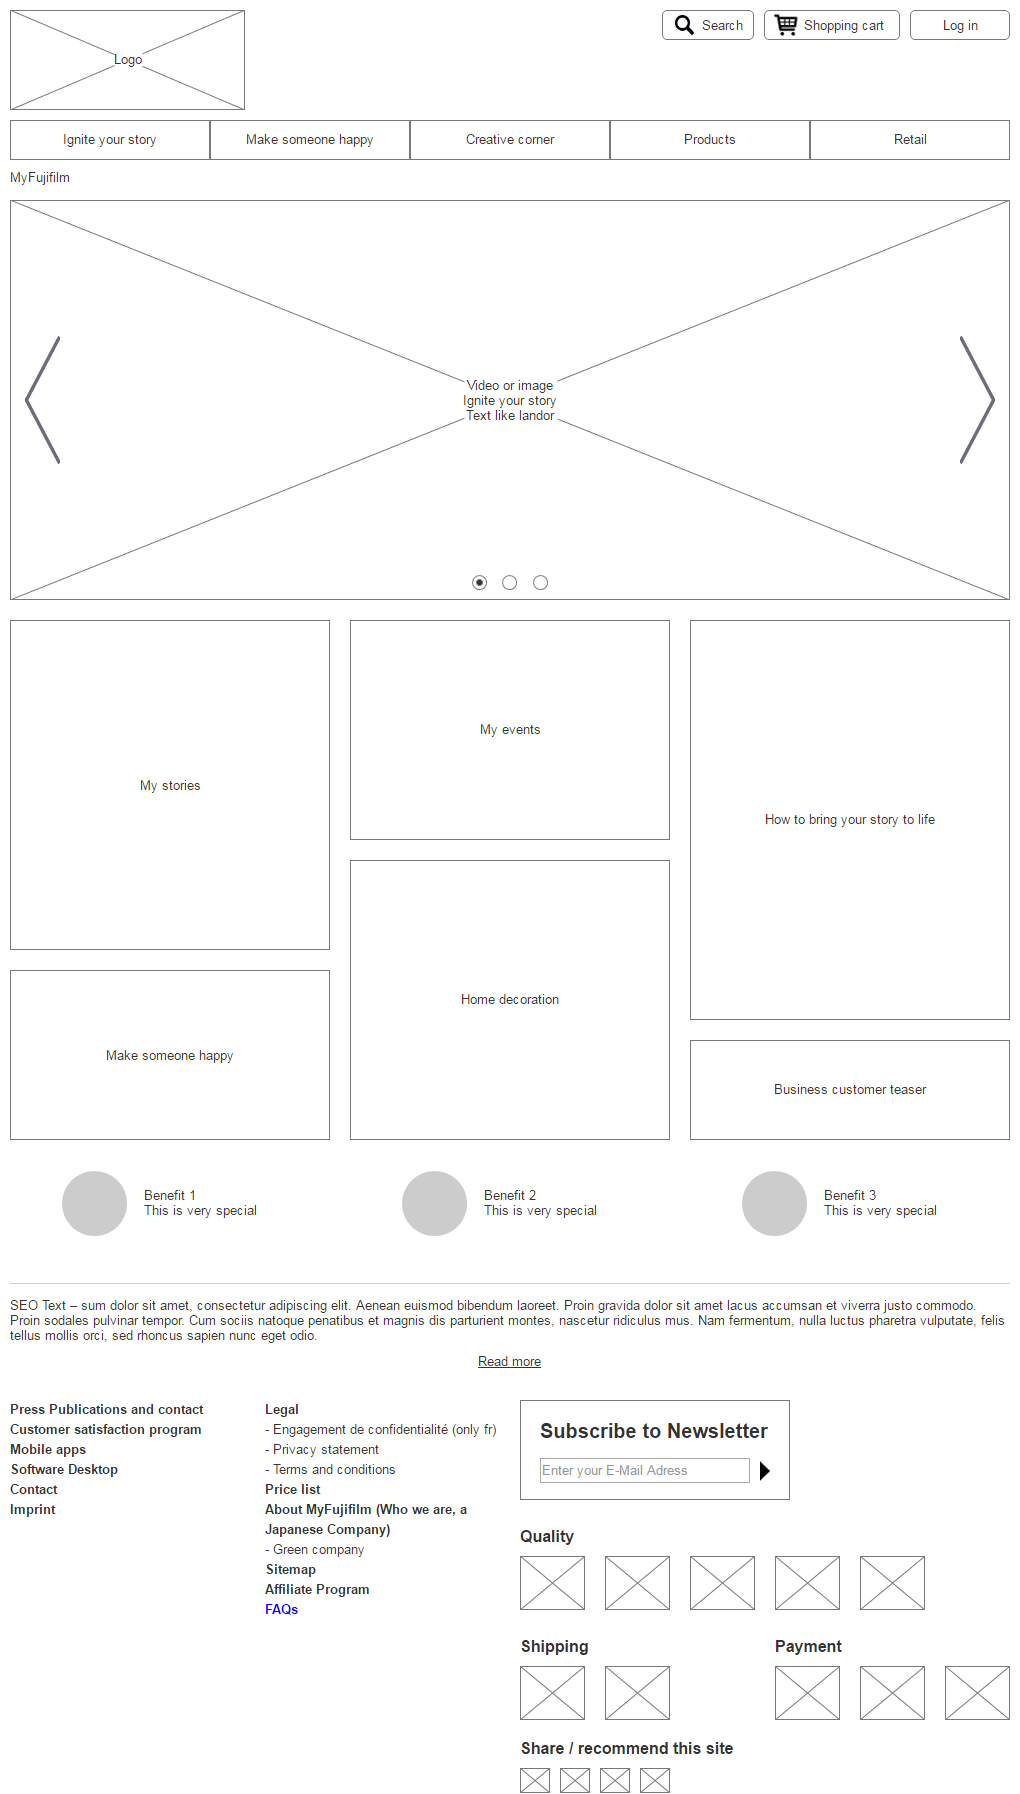 Logo
Search
Shopping cart
Log in
Ignite your story
Make someone happy
Creative corner
Products
Retail
MyFujifilm
Video or image
Ignite your story
Text like landor
My stories
My events
How to bring your story to life
Make someone happy
Home decoration
Business customer teaser
Benefit 1
This is very special
Benefit 2
This is very special
Benefit 3
This is very special
SEO Text – sum dolor sit amet, consectetur adipiscing elit. Aenean euismod bibendum laoreet. Proin gravida dolor sit amet lacus accumsan et viverra justo commodo.
Proin sodales pulvinar tempor. Cum sociis natoque penatibus et magnis dis parturient montes, nascetur ridiculus mus. Nam fermentum, nulla luctus pharetra vulputate, felis
tellus mollis orci, sed rhoncus sapien nunc eget odio.
Read more
Press Publications and contact
Customer satisfaction program
Mobile apps
Software Desktop
Contact
Imprint
Legal
- Engagement de confidentialité (only fr)
- Privacy statement
- Terms and conditions
Price list
About MyFujifilm (Who we are, a
Japanese Company)
- Green company
Sitemap
Affiliate Program
FAQs
Subscribe to Newsletter
Enter your E-Mail Adress
Quality
Shipping
Payment
Share / recommend this site